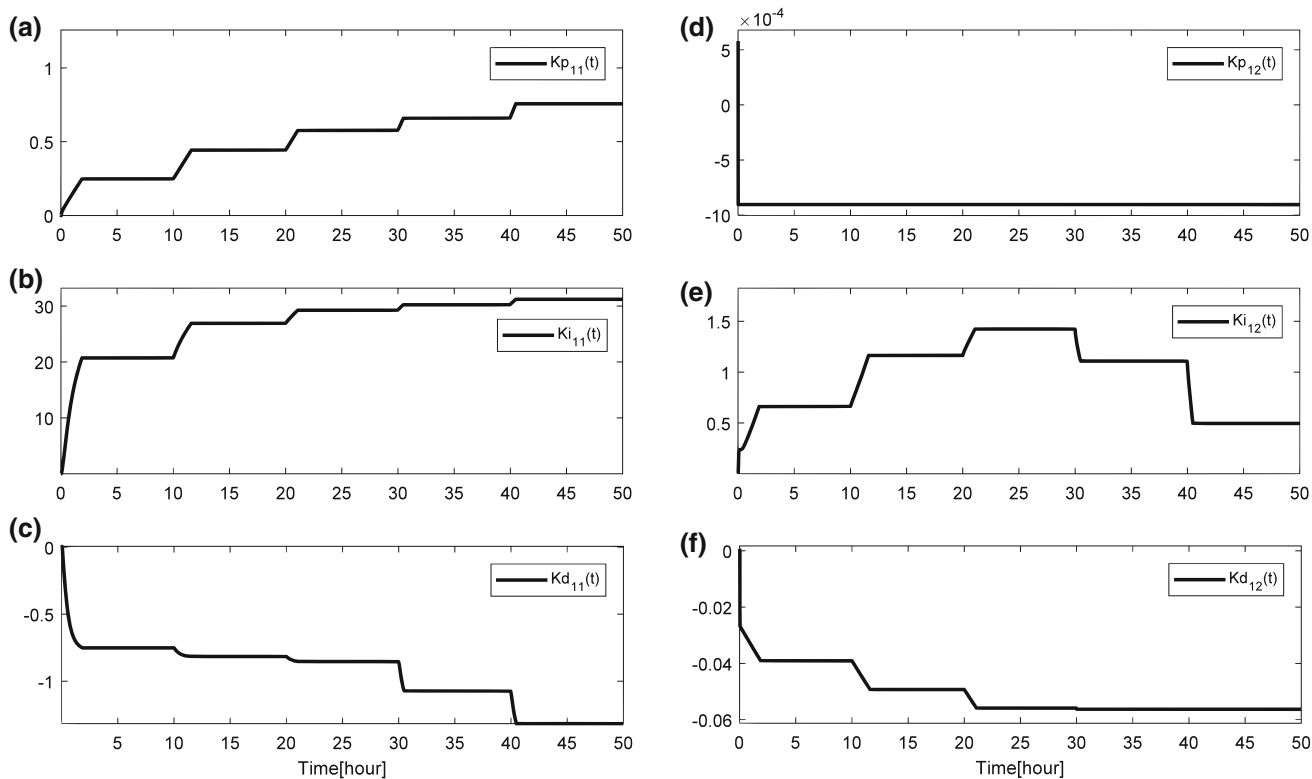 (a)
1
0.5
0
Kp11(t)
0 5 10 15 20 25 30 35 40 45 50
(b)
30
20
10
Ki11(t)
0 5 10 15 20 25 30 35 40 45 50
(c)
0
-0.5
-1
Kd11(t)
5 10 15 20 25 30 35 40 45 50
Time[hour]
(d)
×10-4
5
0
-5
-10
Kp12(t)
0 5 10 15 20 25 30 35 40 45 50
(e)
1.5
1
0.5
Ki12(t)
0 5 10 15 20 25 30 35 40 45 50
(f)
0
-0.02
-0.04
-0.06
Kd12(t)
0 5 10 15 20 25 30 35 40 45 50
Time[hour]